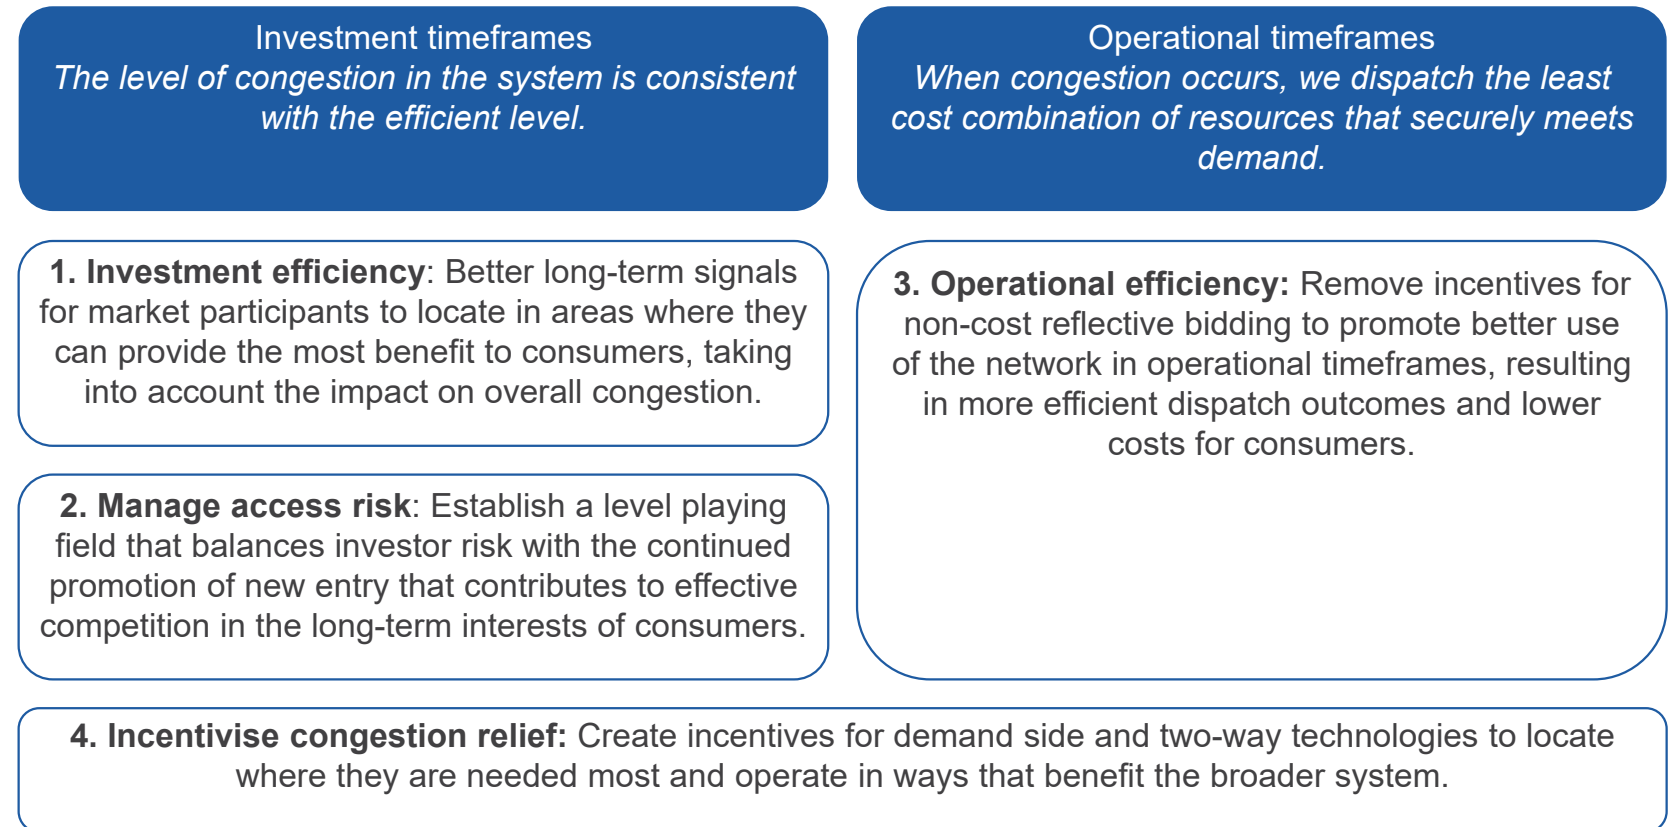 Investment timeframes
The level of congestion in the system is consistent
with the efficient level.
Operational timeframes
When congestion occurs, we dispatch the least
cost combination of resources that securely meets
demand.
1. Investment efficiency: Better long-term signals
for market participants to locate in areas where they
can provide the most benefit to consumers, taking
into account the impact on overall congestion.
2. Manage access risk: Establish a level playing
field that balances investor risk with the continued
promotion of new entry that contributes to effective
competition in the long-term interests of consumers.
3. Operational efficiency: Remove incentives for
non-cost reflective bidding to promote better use
of the network in operational timeframes, resulting
in more efficient dispatch outcomes and lower
costs for consumers.
4. Incentivise congestion relief: Create incentives for demand side and two-way technologies to locate
where they are needed most and operate in ways that benefit the broader system.